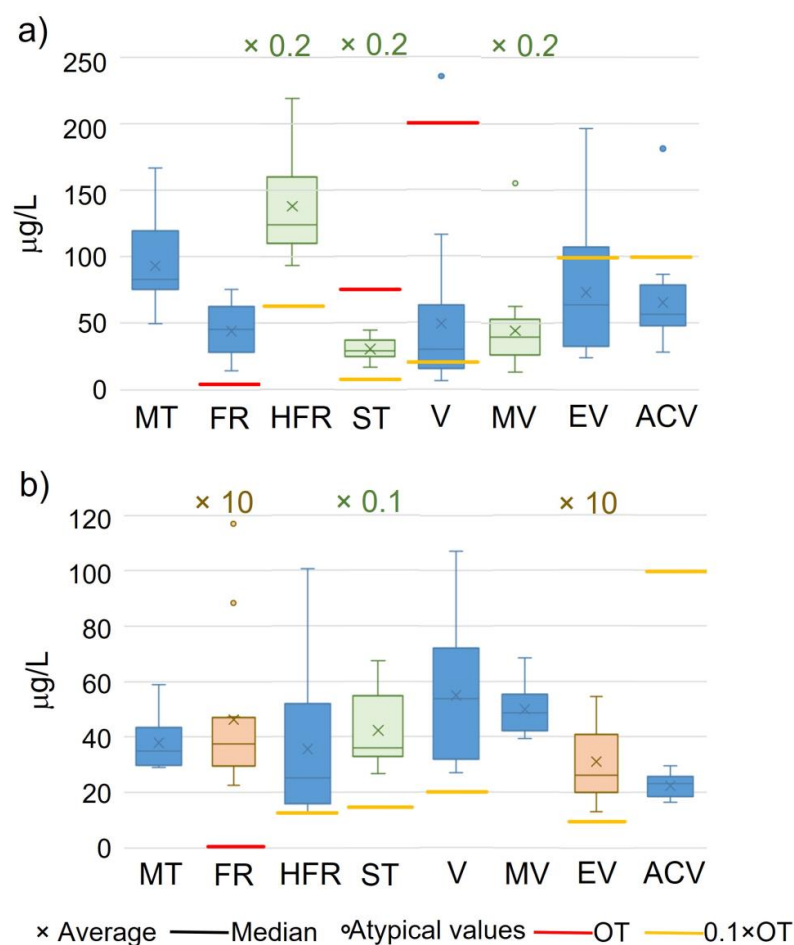 a)
× 0.2 × 0.2 × 0.2
250
200
150
100
50
0
µg/L
MT FR HFR ST V MV EV ACV
b)
× 10 × 0.1 × 10
120
100
80
60
40
20
0
µg/L
MT FR HFR ST V MV EV ACV
× Average Median Atypical values OT 0.1×OT